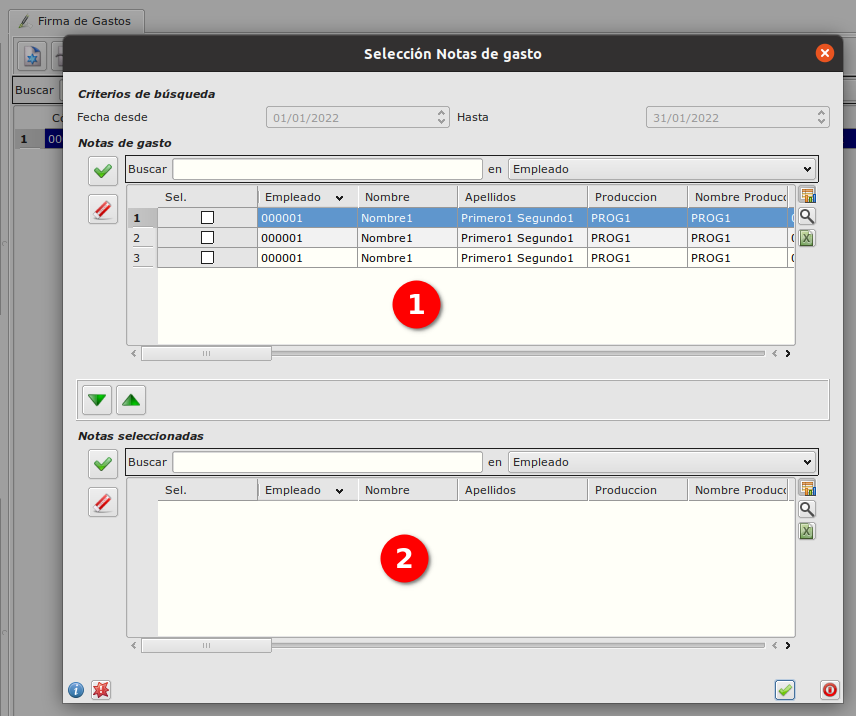 Firma de Gastos
Selección Notas de gasto
Buscar
Criterios de búsqueda
Fecha desde 01/01/2022 Hasta 31/01/2022
Notas de gasto
Buscar en Empleado
Sel. Empleado Nombre Apellidos Produccion Nombre Produc
1 000001 Nombre1 Primero1 Segundo1 PROG1 PROG1
2 000001 Nombre1 Primero1 Segundo1 PROG1 PROG1
3 000001 Nombre1 Primero1 Segundo1 PROG1 PROG1
1
Notas seleccionadas
Buscar en Empleado
Sel. Empleado Nombre Apellidos Produccion Nombre Produc
2